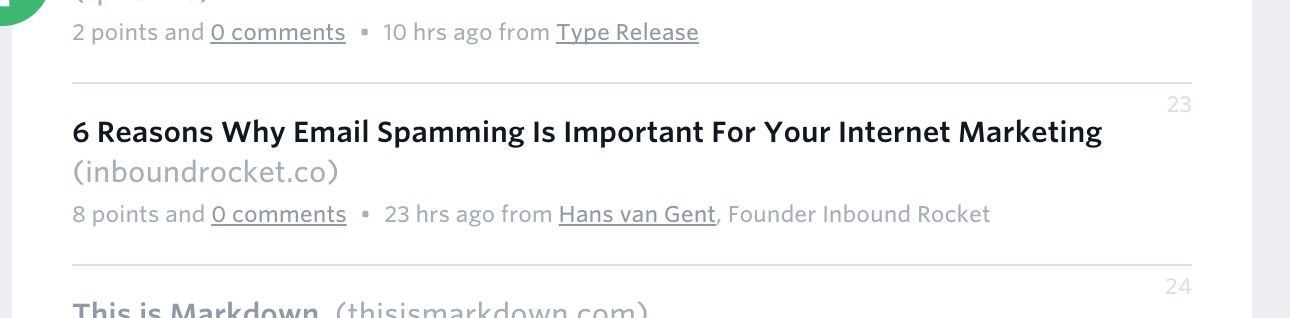 2 points and 0 comments • 10 hrs ago from Type Release
23
6 Reasons Why Email Spamming Is Important For Your Internet Marketing
(inboundrocket.co)
8 points and 0 comments • 23 hrs ago from Hans van Gent, Founder Inbound Rocket
24
This is Markdown (thisismarkdown.com)